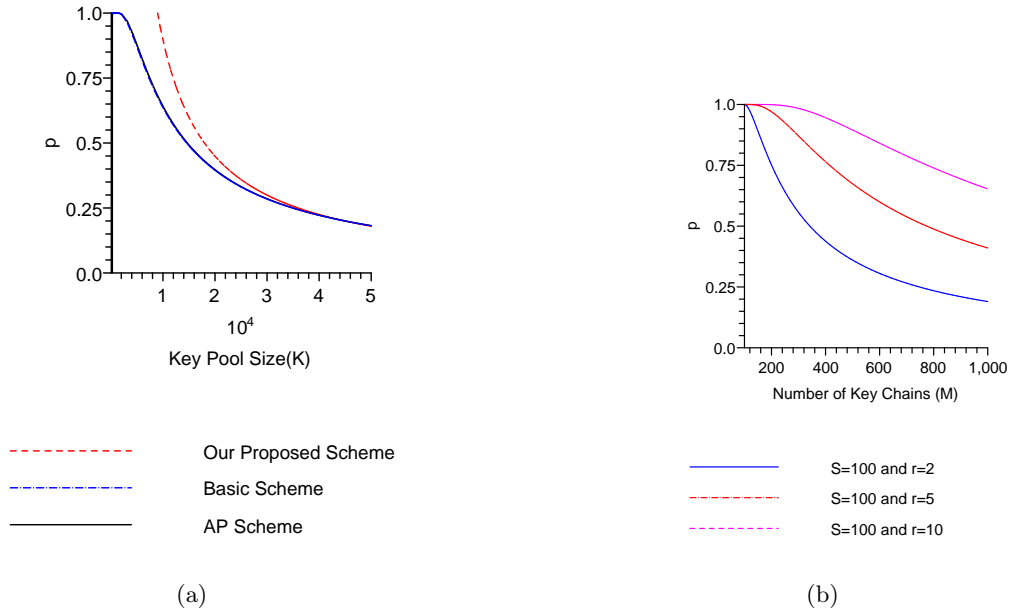 1.0
0.75
0.5
0.25
0.0
p
1 2 3 4 5
10⁴
Key Pool Size(K)
Our Proposed Scheme
Basic Scheme
AP Scheme
(a)
1.0
0.75
0.5
0.25
0.0
p
200 400 600 800 1,000
Number of Key Chains (M)
S=100 and r=2
S=100 and r=5
S=100 and r=10
(b)